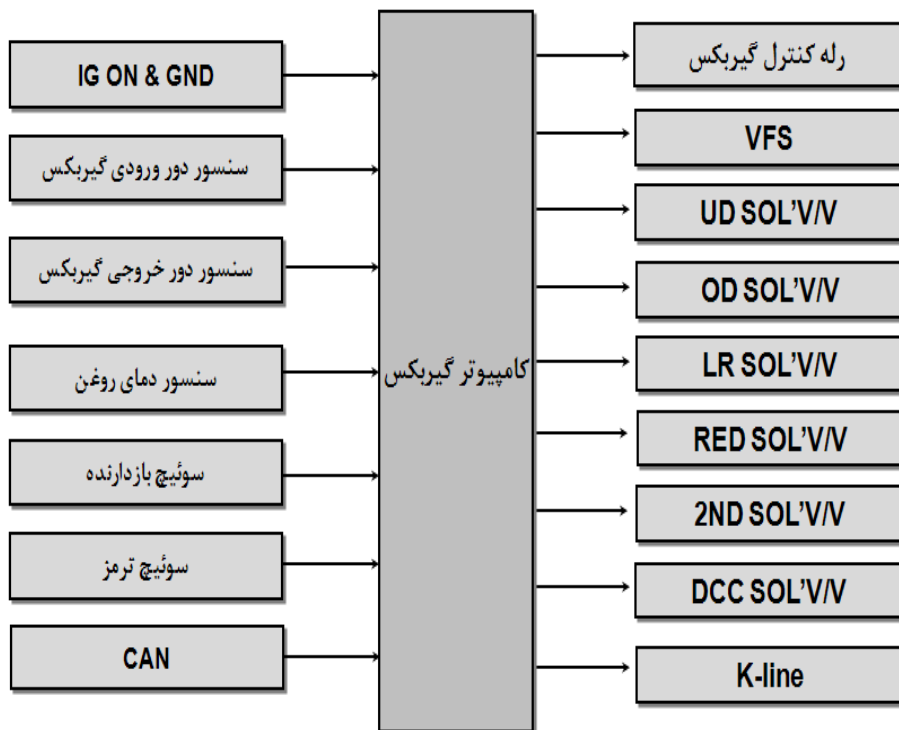 IG ON & GND
سنسور دور ورودی گیربکس
سنسور دور خروجی گیربکس
سنسور دمای روغن
سوئیچ بازدارنده
سوئیچ ترمز
CAN
کامپیوتر گیربکس
رله کنترل گیربکس
VFS
UD SOL’V/V
OD SOL’V/V
LR SOL’V/V
RED SOL’V/V
2ND SOL’V/V
DCC SOL’V/V
K-line